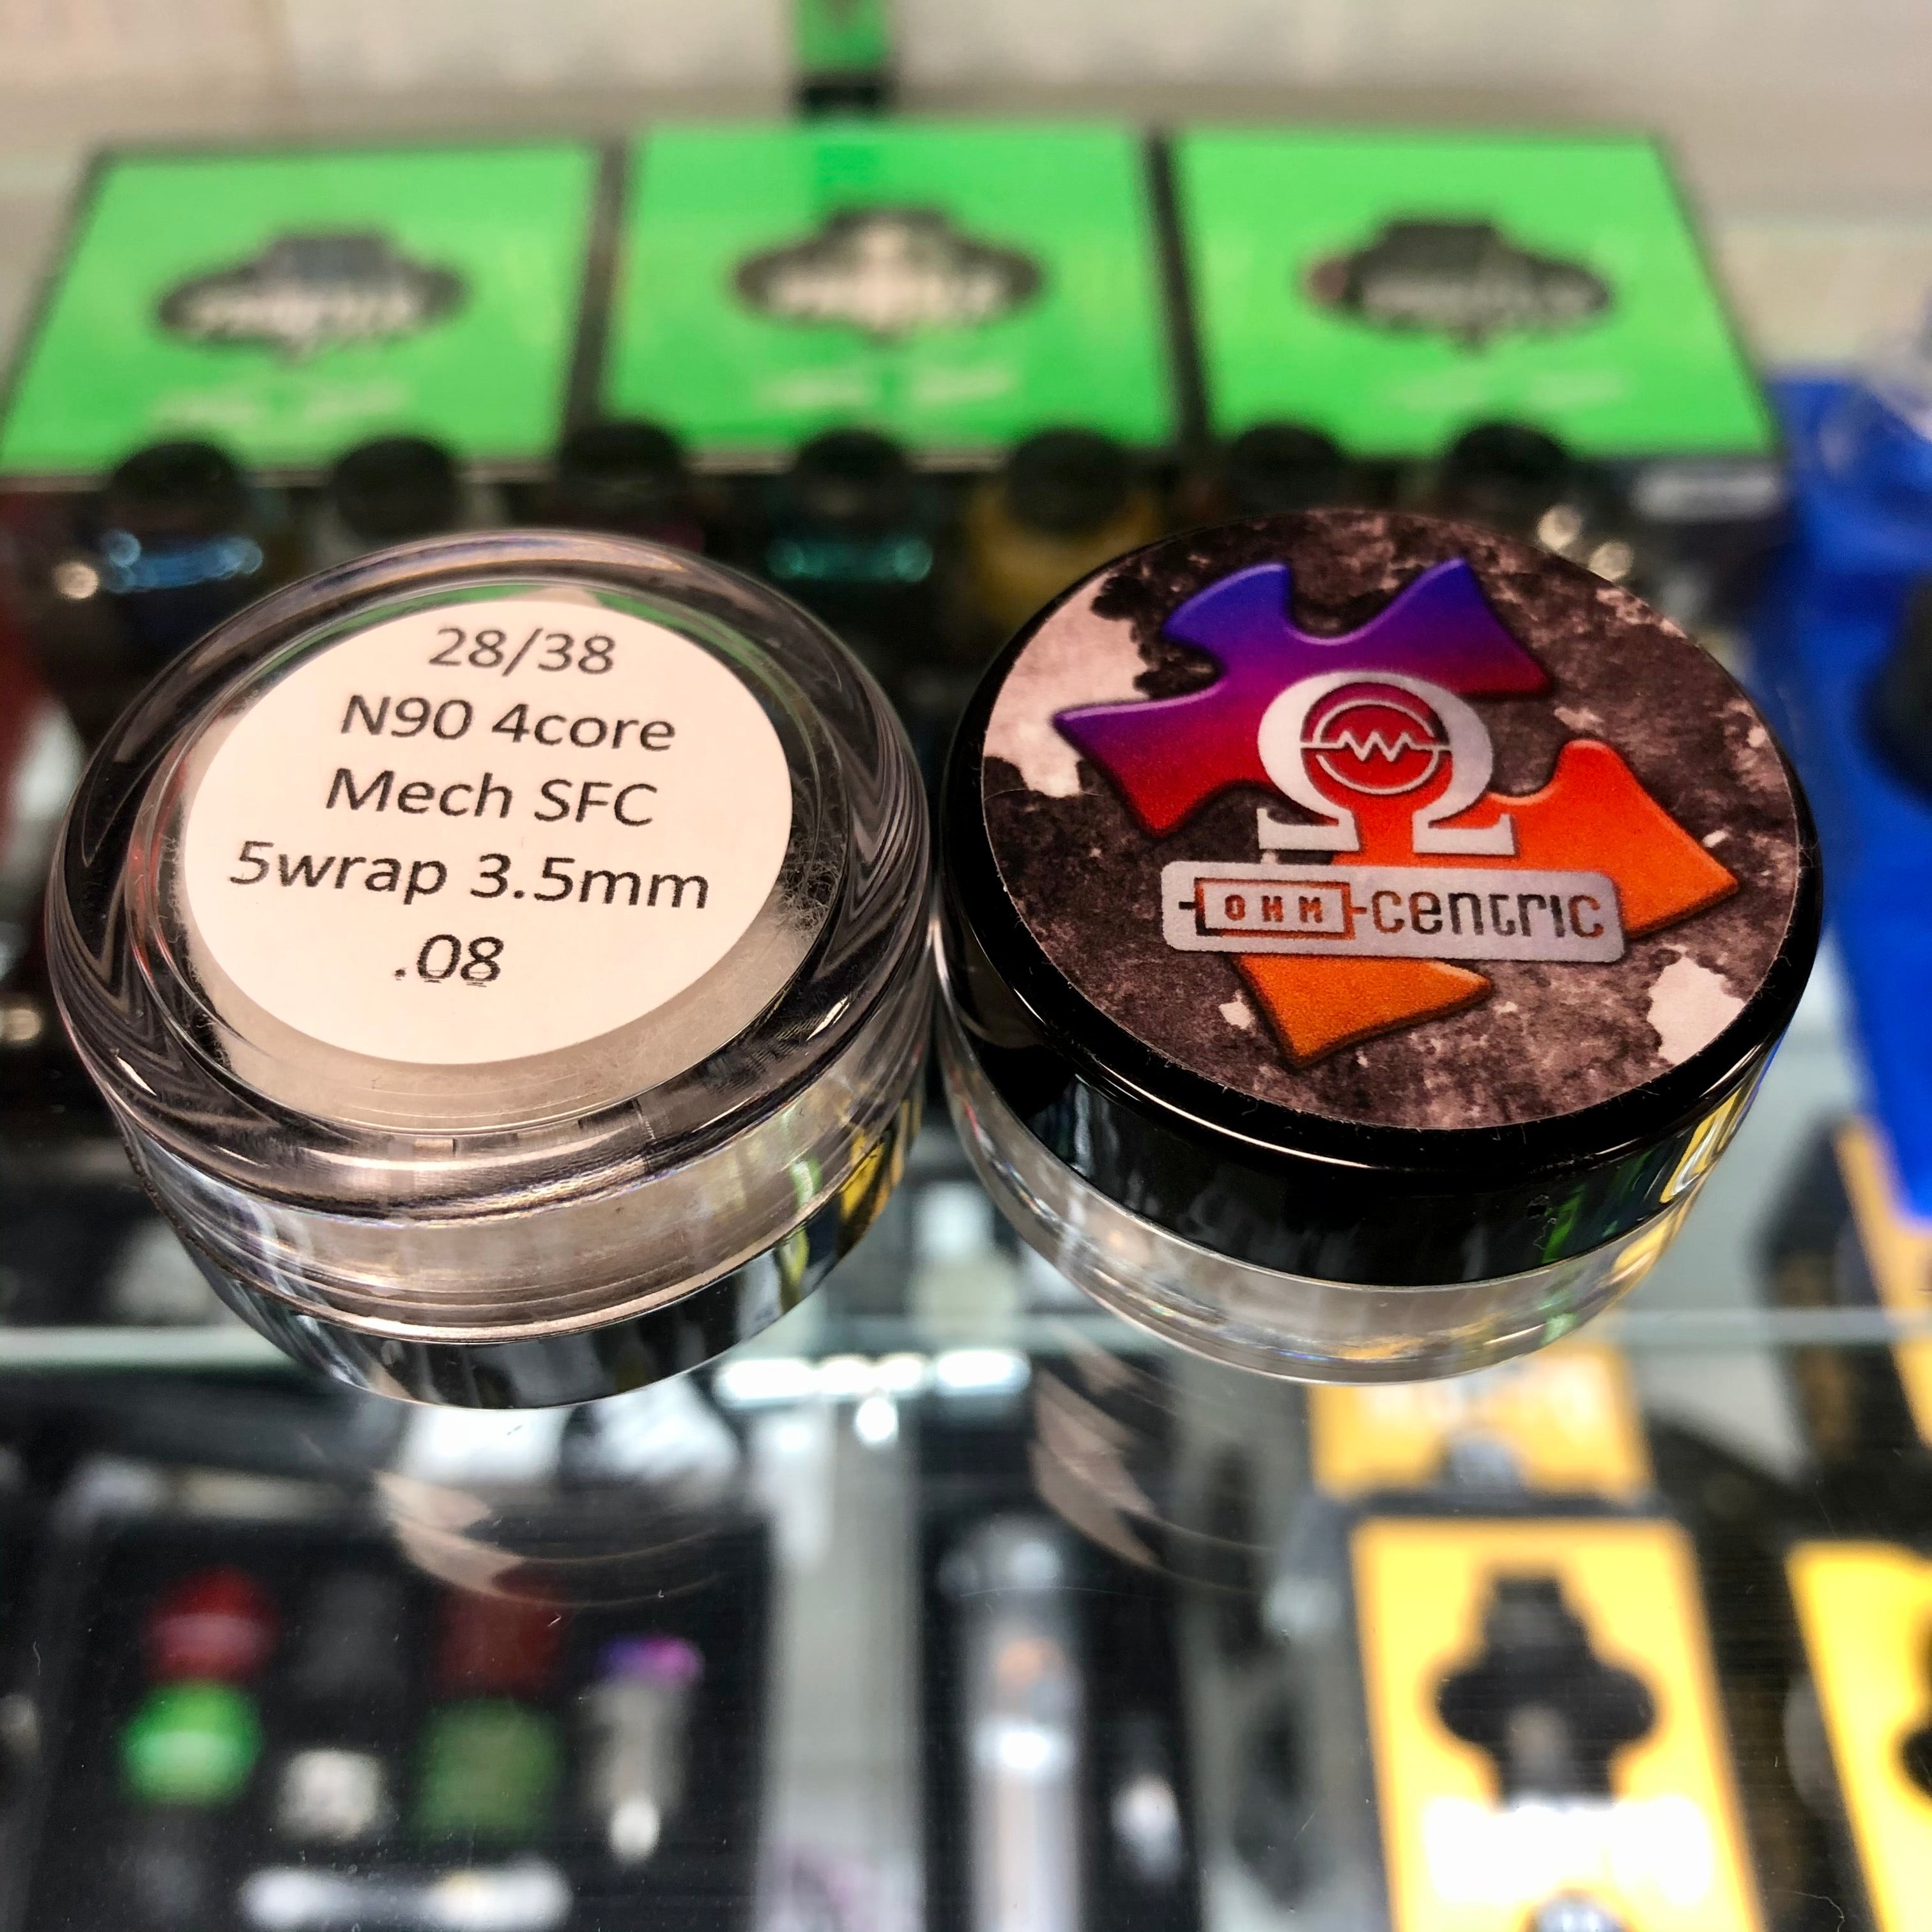 28/38
N90 4core
Mech SFC
5wrap 3.5mm
.08
Ω
OHM-centric